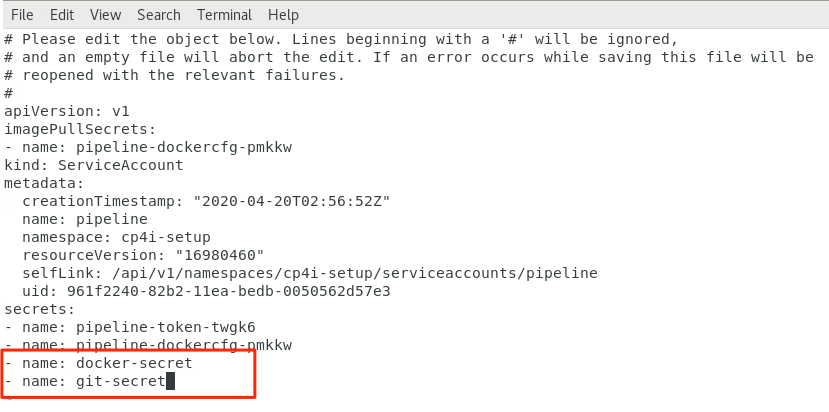 File Edit View Search Terminal Help
# Please edit the object below. Lines beginning with a '#' will be ignored,
# and an empty file will abort the edit. If an error occurs while saving this file will be
# reopened with the relevant failures.
#
apiVersion: v1
imagePullSecrets:
- name: pipeline-dockercfg-pmkkw
kind: ServiceAccount
metadata:
  creationTimestamp: "2020-04-20T02:56:52Z"
  name: pipeline
  namespace: cp4i-setup
  resourceVersion: "16980460"
  selfLink: /api/v1/namespaces/cp4i-setup/serviceaccounts/pipeline
  uid: 961f2240-82b2-11ea-bedb-0050562d57e3
secrets:
- name: pipeline-token-twgk6
- name: pipeline-dockercfg-pmkkw
- name: docker-secret
- name: git-secret